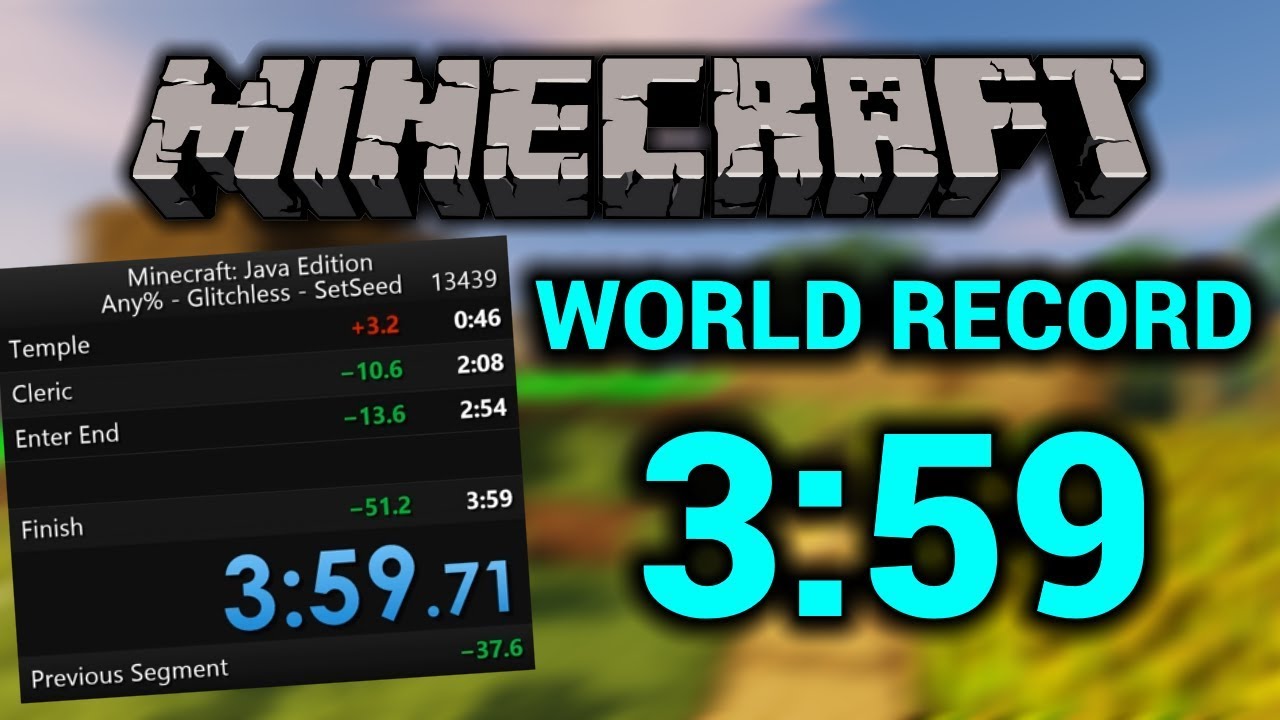 MINECRAFT
Minecraft: Java Edition
Any% - Glitchless - SetSeed 13439
Temple +3.2 0:46
Cleric −10.6 2:08
Enter End −13.6 2:54
Finish −51.2 3:59
3:59.71
Previous Segment −37.6
WORLD RECORD
3:59